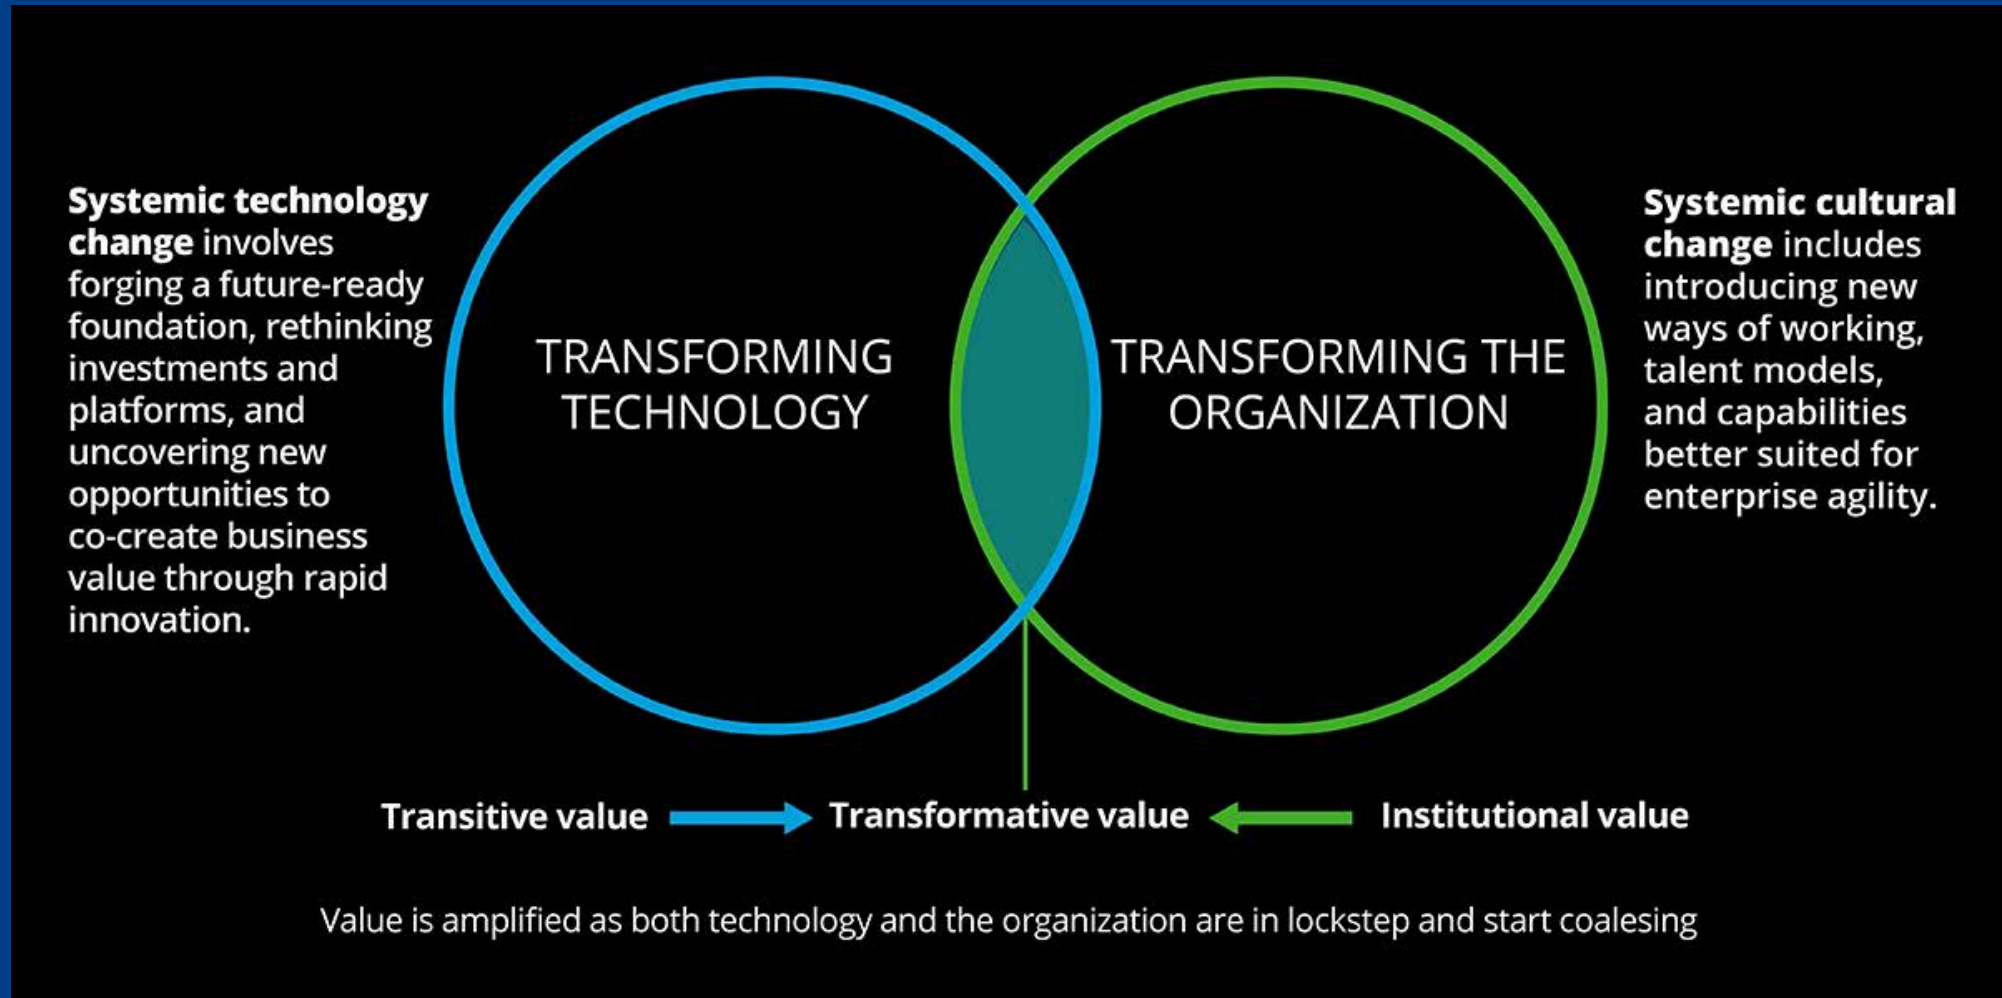 Systemic technology
change involves
forging a future-ready
foundation, rethinking
investments and
platforms, and
uncovering new
opportunities to
co-create business
value through rapid
innovation.
TRANSFORMING
TECHNOLOGY
TRANSFORMING THE
ORGANIZATION
Systemic cultural
change includes
introducing new
ways of working,
talent models,
and capabilities
better suited for
enterprise agility.
Transitive value
Transformative value
Institutional value
Value is amplified as both technology and the organization are in lockstep and start coalesing